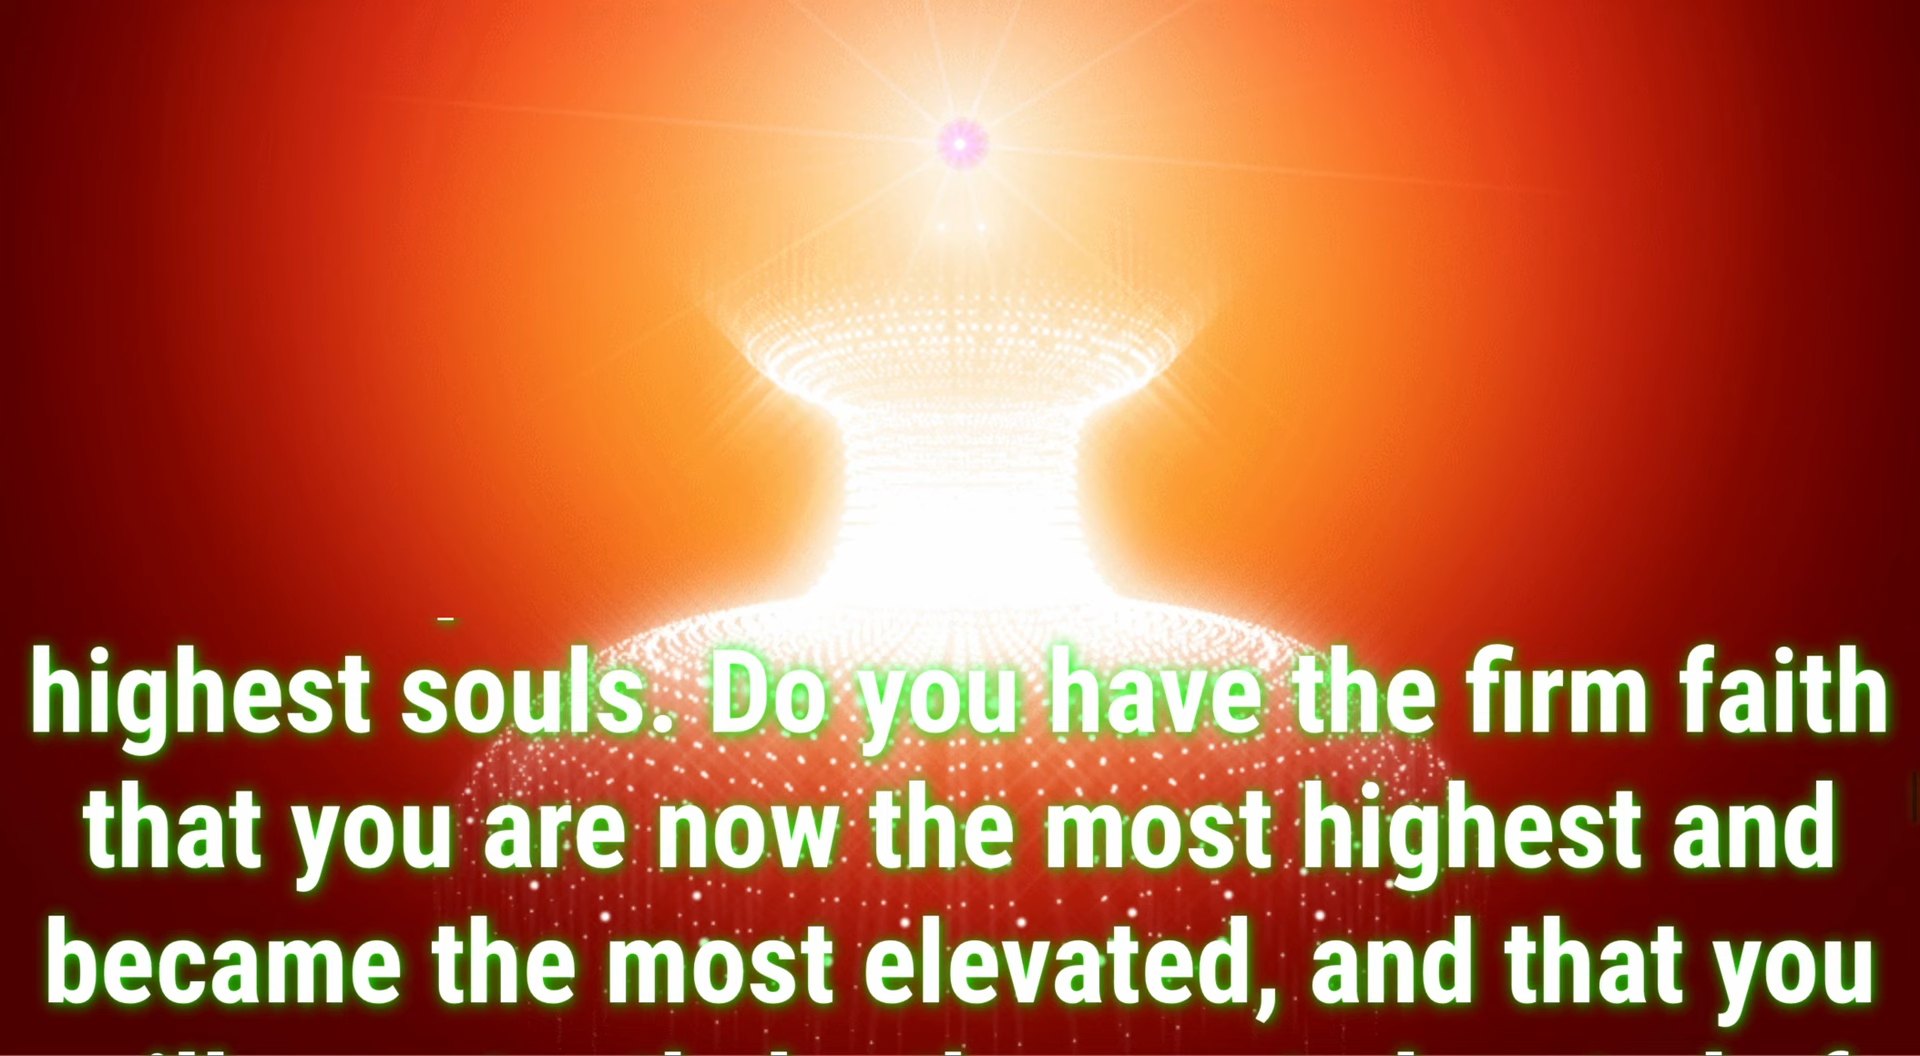 highest souls. Do you have the firm faith
that you are now the most highest and
became the most elevated, and that you